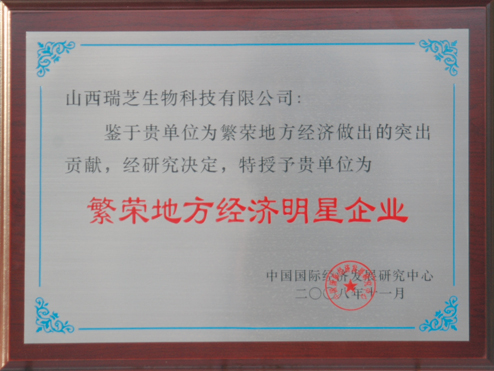 山西瑞芝生物科技有限公司：
鉴于贵单位为繁荣地方经济做出的突出
贡献，经研究决定，特授予贵单位为
繁荣地方经济明星企业
中国国际经济发展研究中心
二〇〇八年十一月